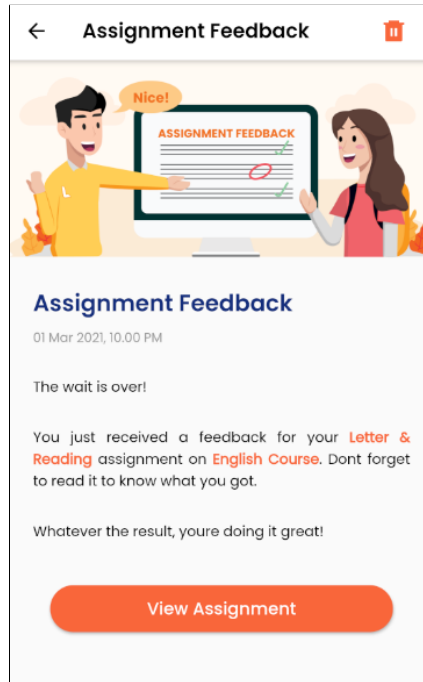 Assignment Feedback
Nice!
ASSIGNMENT FEEDBACK
L
Assignment Feedback
01 Mar 2021, 10.00 PM
The wait is over!
You just received a feedback for your Letter &
Reading assignment on English Course. Dont forget
to read it to know what you got.
Whatever the result, youre doing it great!
View Assignment